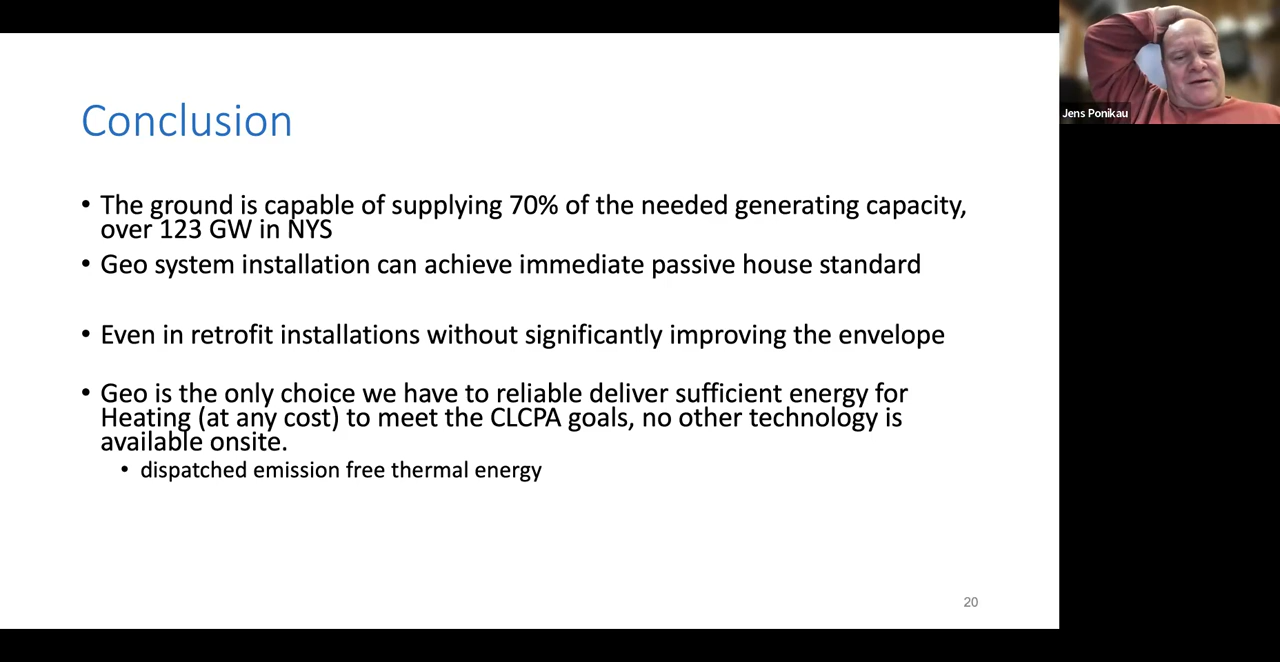 Conclusion
• The ground is capable of supplying 70% of the needed generating capacity,
over 123 GW in NYS
• Geo system installation can achieve immediate passive house standard
• Even in retrofit installations without significantly improving the envelope
• Geo is the only choice we have to reliable deliver sufficient energy for
Heating (at any cost) to meet the CLCPA goals, no other technology is
available onsite.
• dispatched emission free thermal energy
20
Jens Ponikau